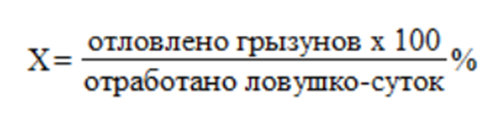 отловлено грызунов х 100
Х= %
отработано ловушко-суток